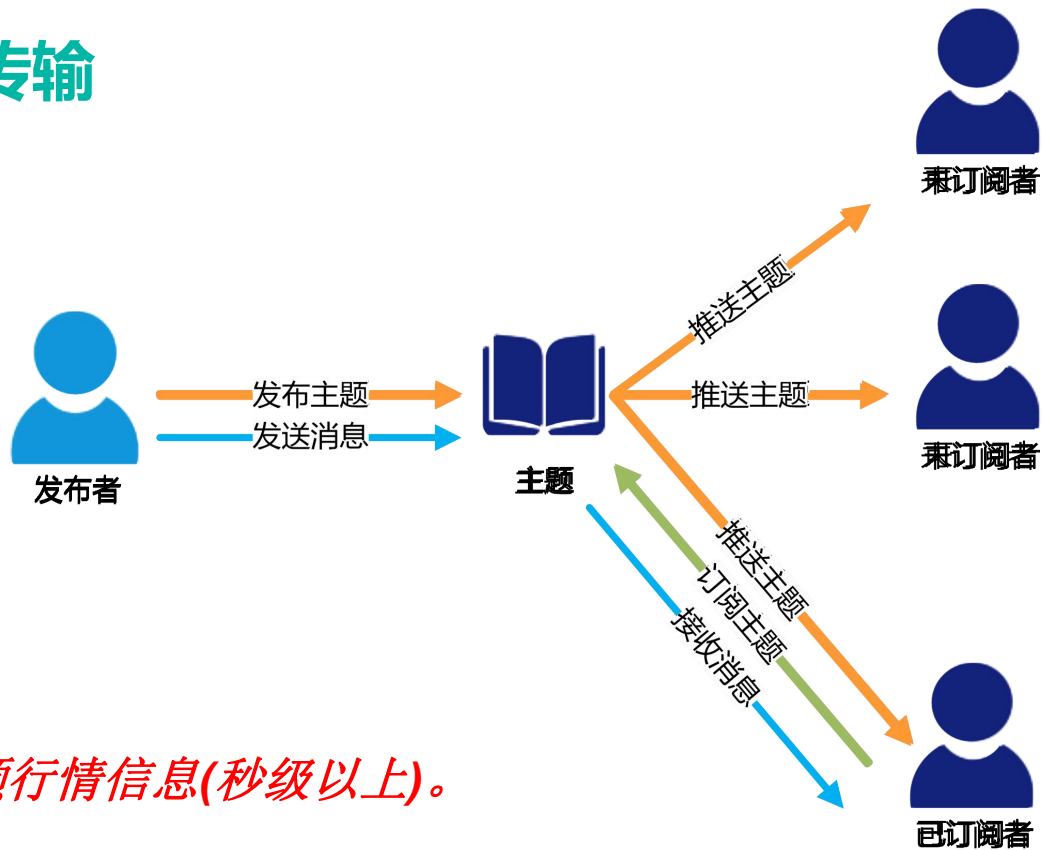 传输
未订阅者
推送主题
发布主题
推送主题
发送消息
未订阅者
主题
发布者
推送主题
订阅主题
接收消息
行情信息(秒级以上)。
已订阅者